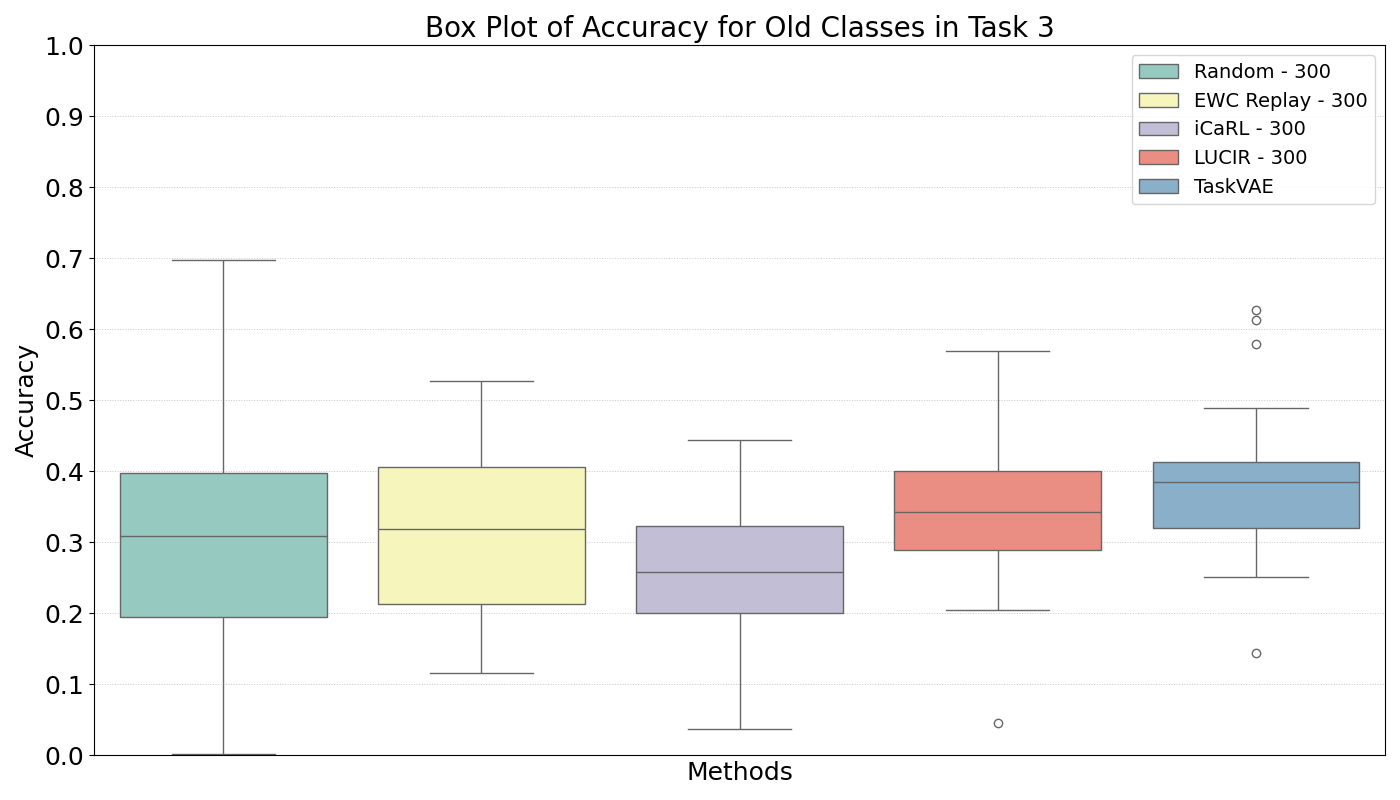 Box Plot of Accuracy for Old Classes in Task 3
1.0
0.9
0.8
0.7
0.6
0.5
0.4
0.3
0.2
0.1
0.0
Accuracy
Methods
Random - 300
EWC Replay - 300
iCaRL - 300
LUCIR - 300
TaskVAE